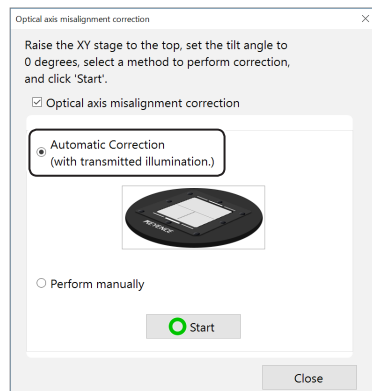 Optical axis misalignment correction
Raise the XY stage to the top, set the tilt angle to
0 degrees, select a method to perform correction,
and click 'Start'.
Optical axis misalignment correction
Automatic Correction
(with transmitted illumination.)
KEYENCE
Perform manually
Start
Close